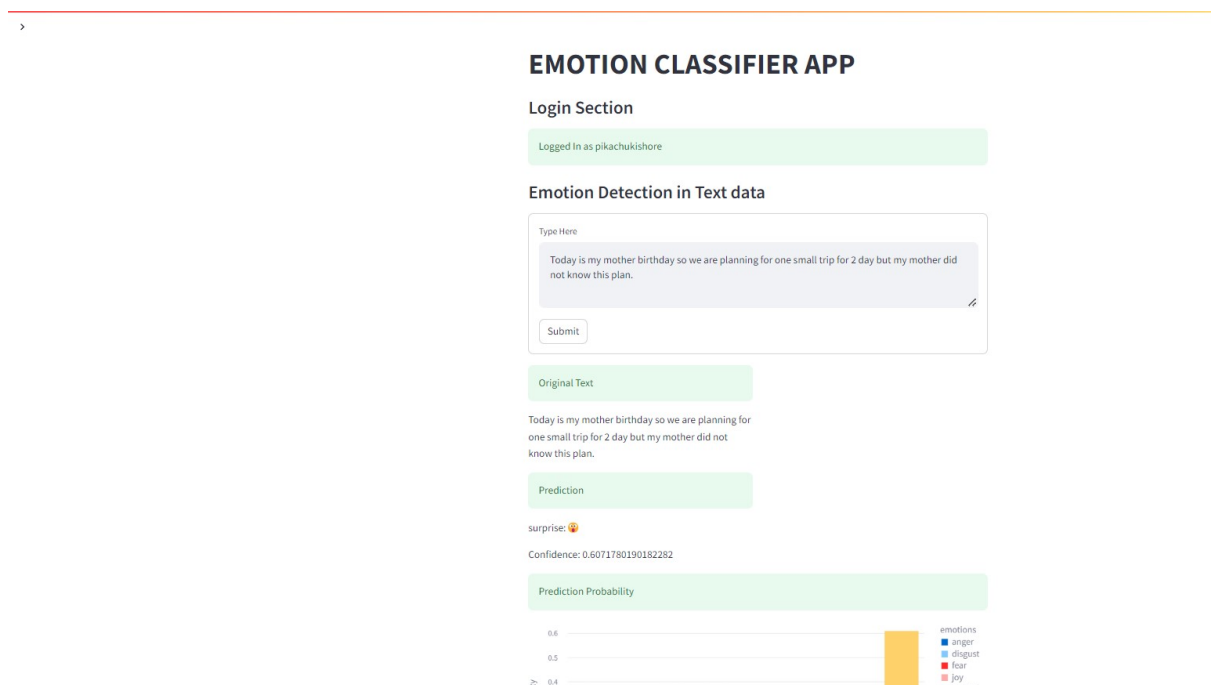 EMOTION CLASSIFIER APP
Login Section
Logged In as pikachukishore
Emotion Detection in Text data
Type Here
Today is my mother birthday so we are planning for one small trip for 2 day but my mother did
not know this plan.
Submit
Original Text
Today is my mother birthday so we are planning for
one small trip for 2 day but my mother did not
know this plan.
Prediction
surprise: 😲
Confidence: 0.6071780190182282
Prediction Probability
0.6
0.5
0.4
emotions
anger
disgust
fear
joy